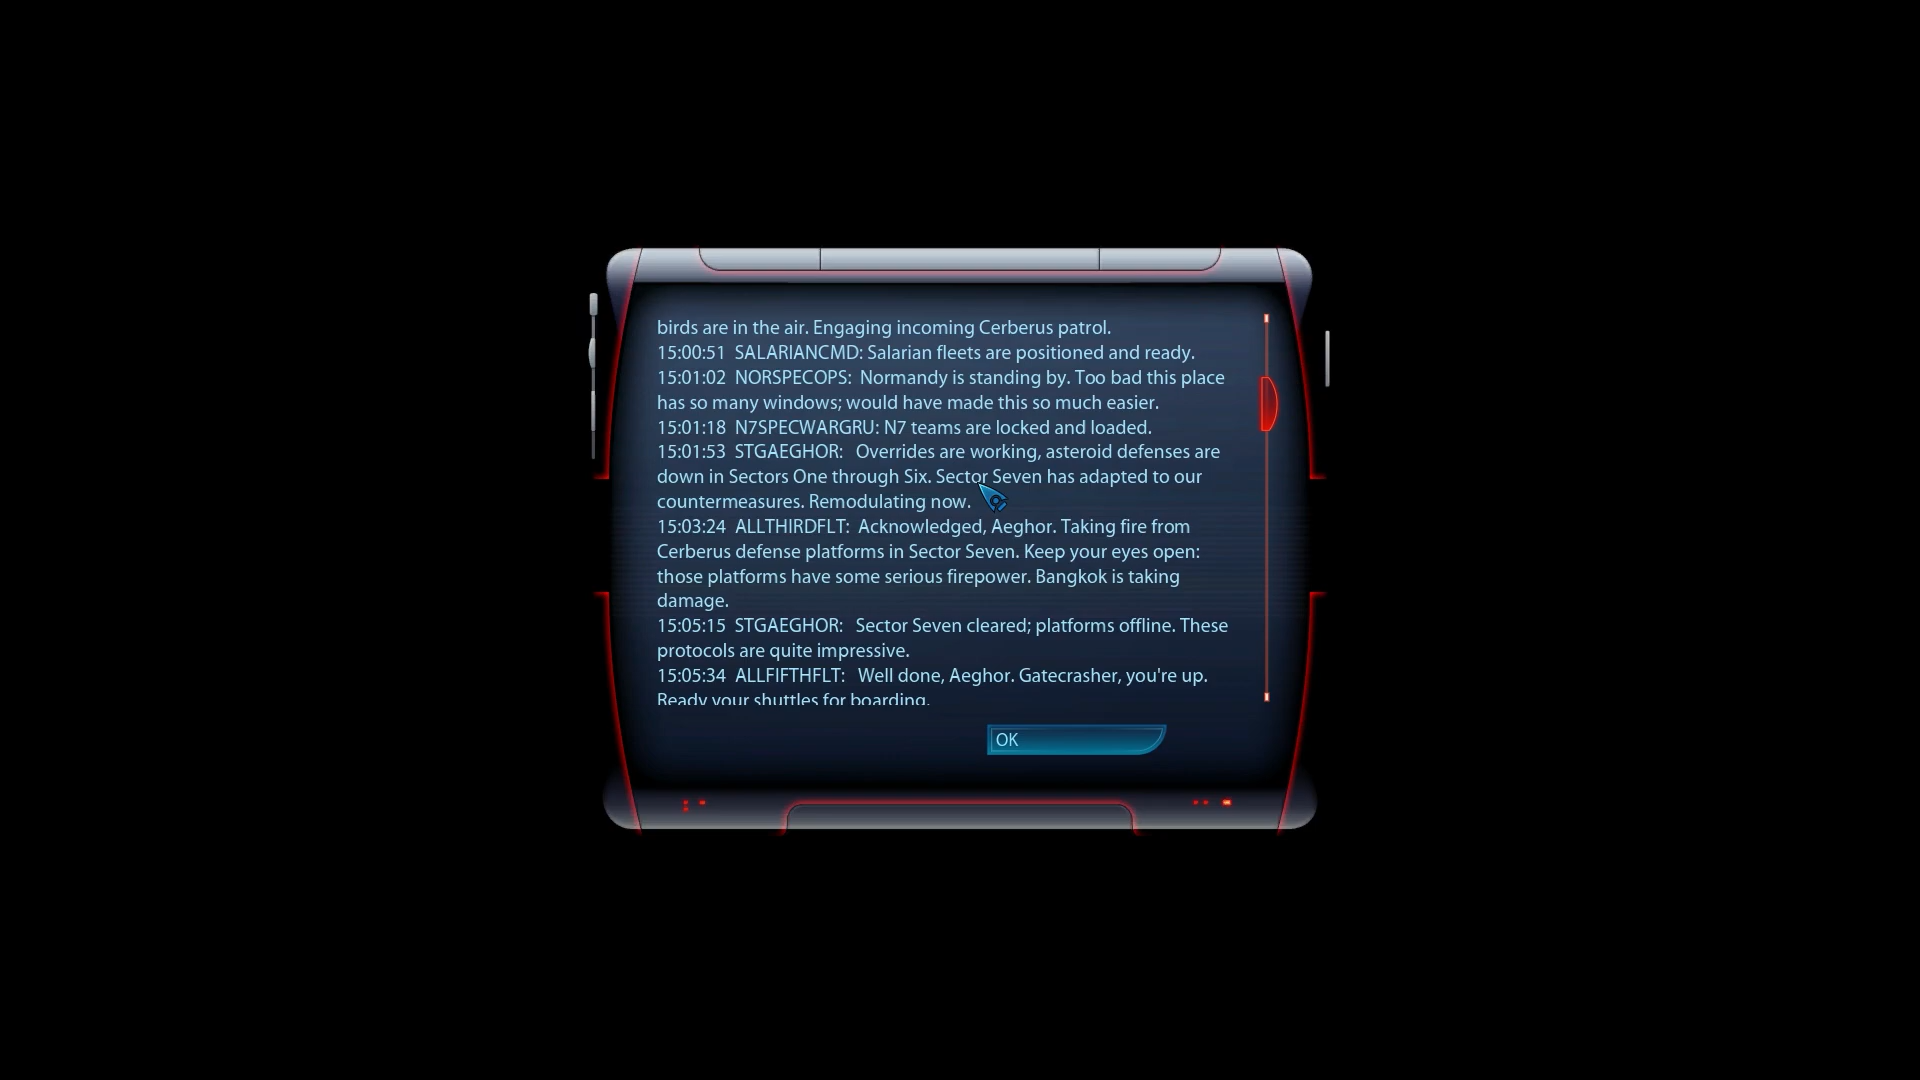 birds are in the air. Engaging incoming Cerberus patrol.
15:00:51 SALARIANCMD: Salarian fleets are positioned and ready.
15:01:02 NORSPECOPS: Normandy is standing by. Too bad this place
has so many windows; would have made this so much easier.
15:01:18 N7SPECWARGRU: N7 teams are locked and loaded.
15:01:53 STGAEGHOR: Overrides are working, asteroid defenses are
down in Sectors One through Six. Sector Seven has adapted to our
countermeasures. Remodulating now.
15:03:24 ALLTHIRDFLT: Acknowledged, Aeghor. Taking fire from
Cerberus defense platforms in Sector Seven. Keep your eyes open:
those platforms have some serious firepower. Bangkok is taking
damage.
15:05:15 STGAEGHOR: Sector Seven cleared; platforms offline. These
protocols are quite impressive.
15:05:34 ALLFIFTHFLT: Well done, Aeghor. Gatecrasher, you're up.
Ready your shuttles for boarding.
OK